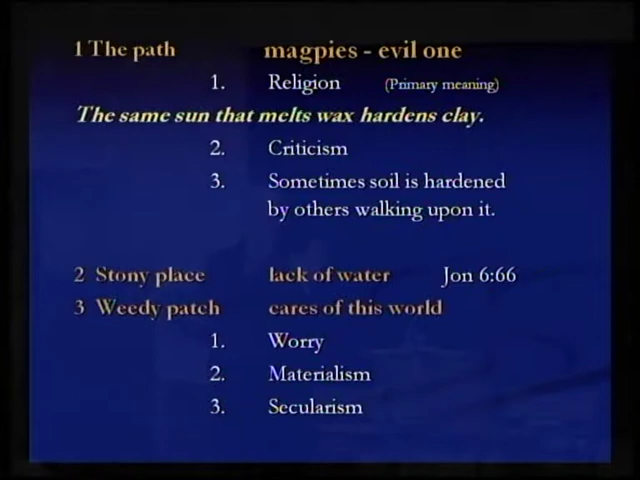 1 The path magpies - evil one
1. Religion (Primary meaning)
The same sun that melts wax hardens clay.
2. Criticism
3. Sometimes soil is hardened
by others walking upon it.
2 Stony place lack of water Jon 6:66
3 Weedy patch cares of this world
1. Worry
2. Materialism
3. Secularism